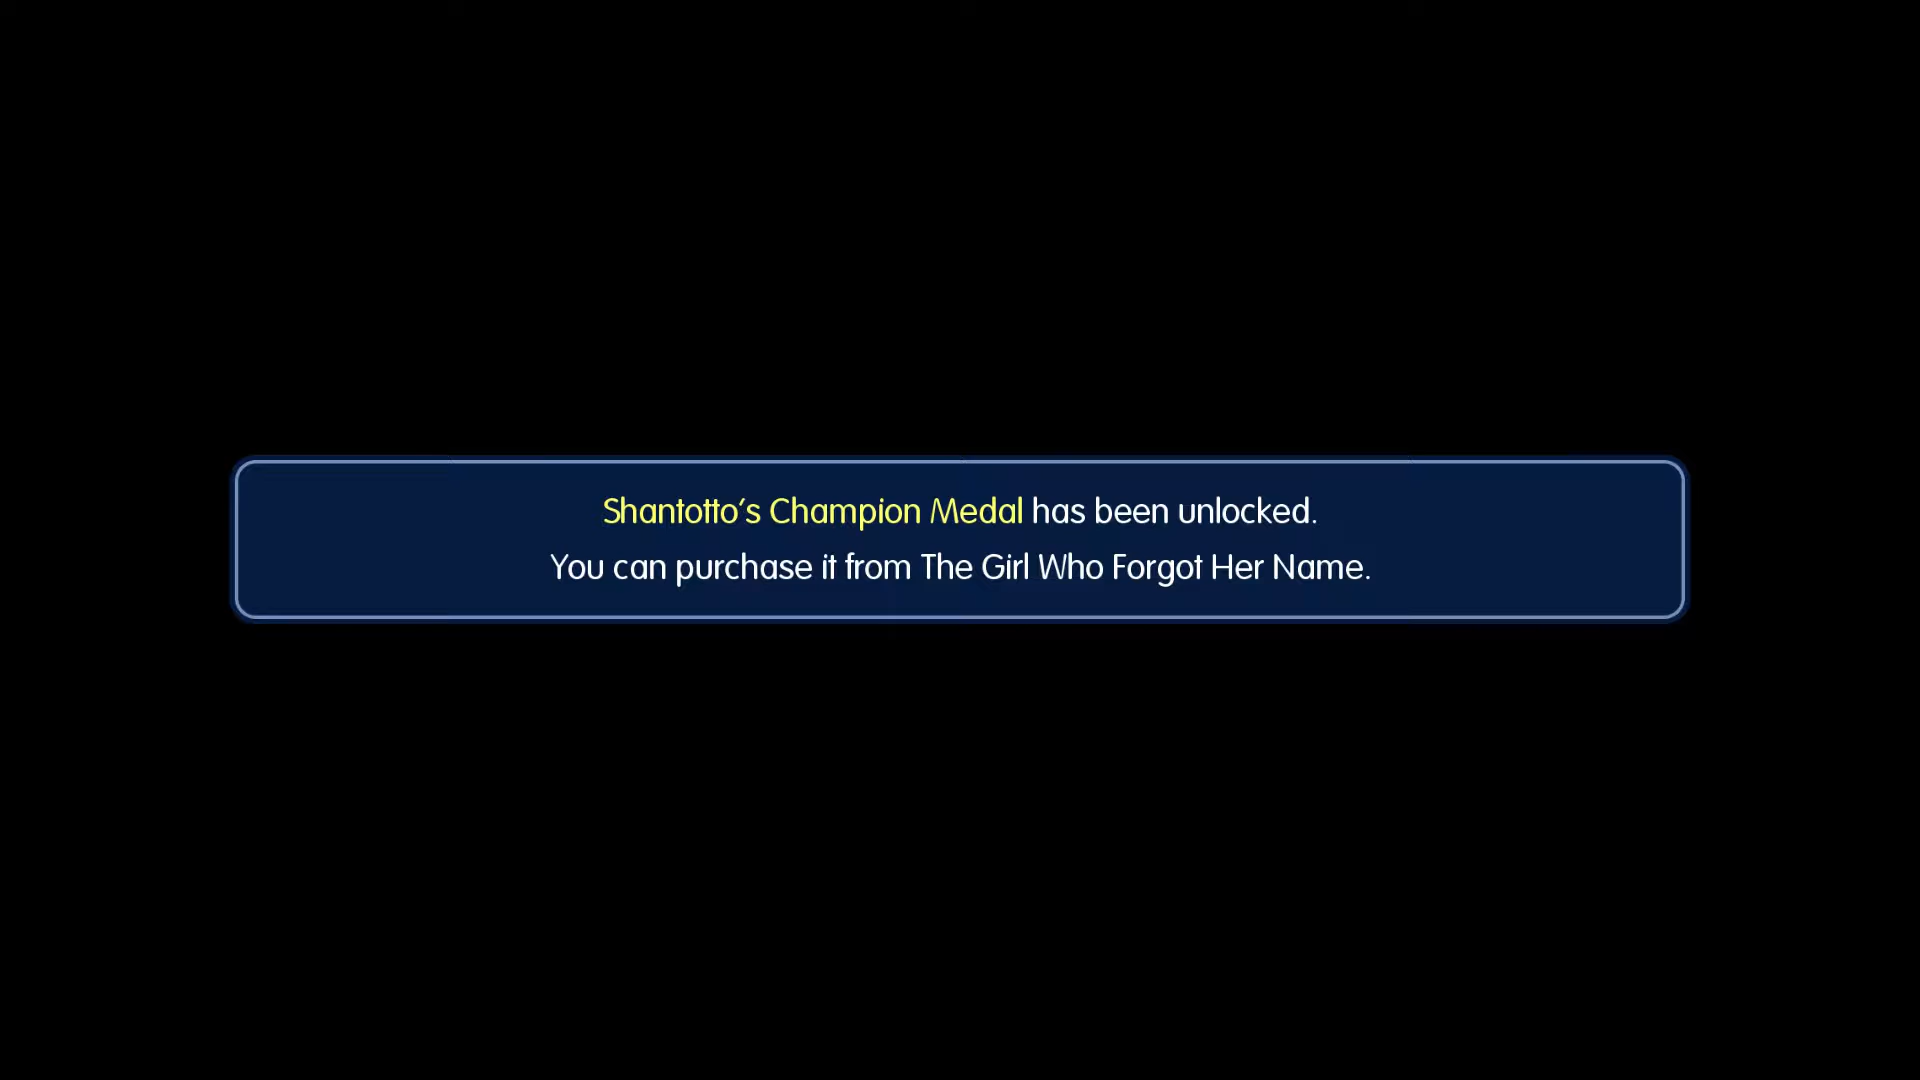 Shantotto's Champion Medal has been unlocked.
You can purchase it from The Girl Who Forgot Her Name.